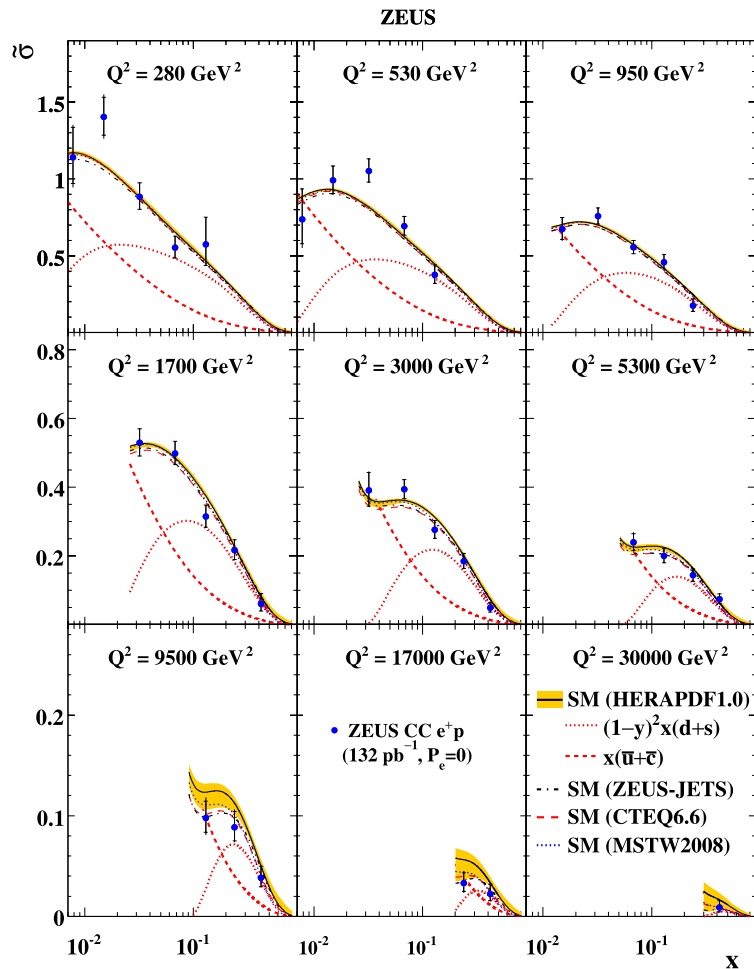 ZEUS
σ̃
Q² = 280 GeV²
Q² = 530 GeV²
Q² = 950 GeV²
1.5
1
0.5
0
Q² = 1700 GeV²
Q² = 3000 GeV²
Q² = 5300 GeV²
0.8
0.6
0.4
0.2
0
Q² = 9500 GeV²
Q² = 17000 GeV²
Q² = 30000 GeV²
ZEUS CC e⁺p
(132 pb⁻¹, Pₑ=0)
SM (HERAPDF1.0)
(1−y)²x(d+s)
x(u̅+c̅)
SM (ZEUS-JETS)
SM (CTEQ6.6)
SM (MSTW2008)
0.2
0.1
0
10⁻² 10⁻¹ 10⁻² 10⁻¹ 10⁻² 10⁻¹ x